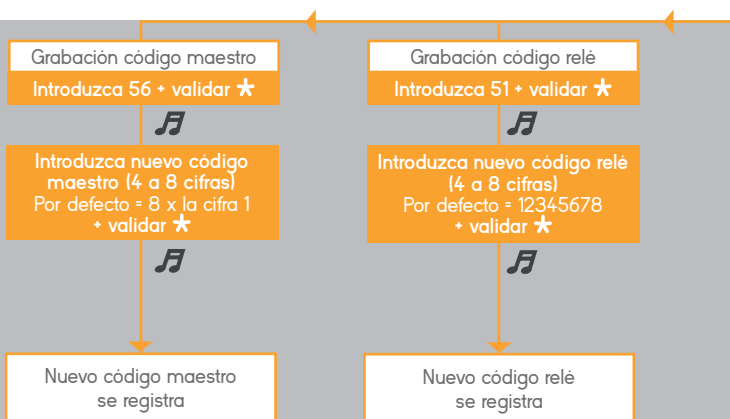 Grabación código maestro
Introduzca 56 + validar *
Introduzca nuevo código
maestro (4 a 8 cifras)
Por defecto = 8 x la cifra 1
+ validar *
Nuevo código maestro
se registra
Grabación código relé
Introduzca 51 + validar *
Introduzca nuevo código relé
(4 a 8 cifras)
Por defecto = 12345678
+ validar *
Nuevo código relé
se registra